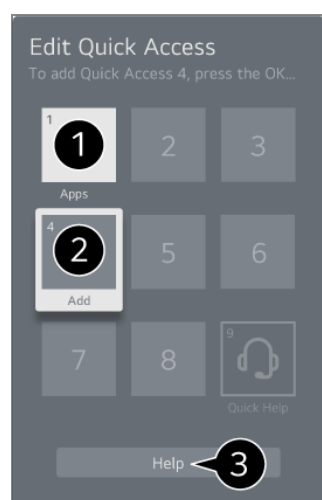 Edit Quick Access
To add Quick Access 4, press the OK...
1
1
2
3
Apps
4
2
5
6
Add
7
8
9
Quick Help
Help
3